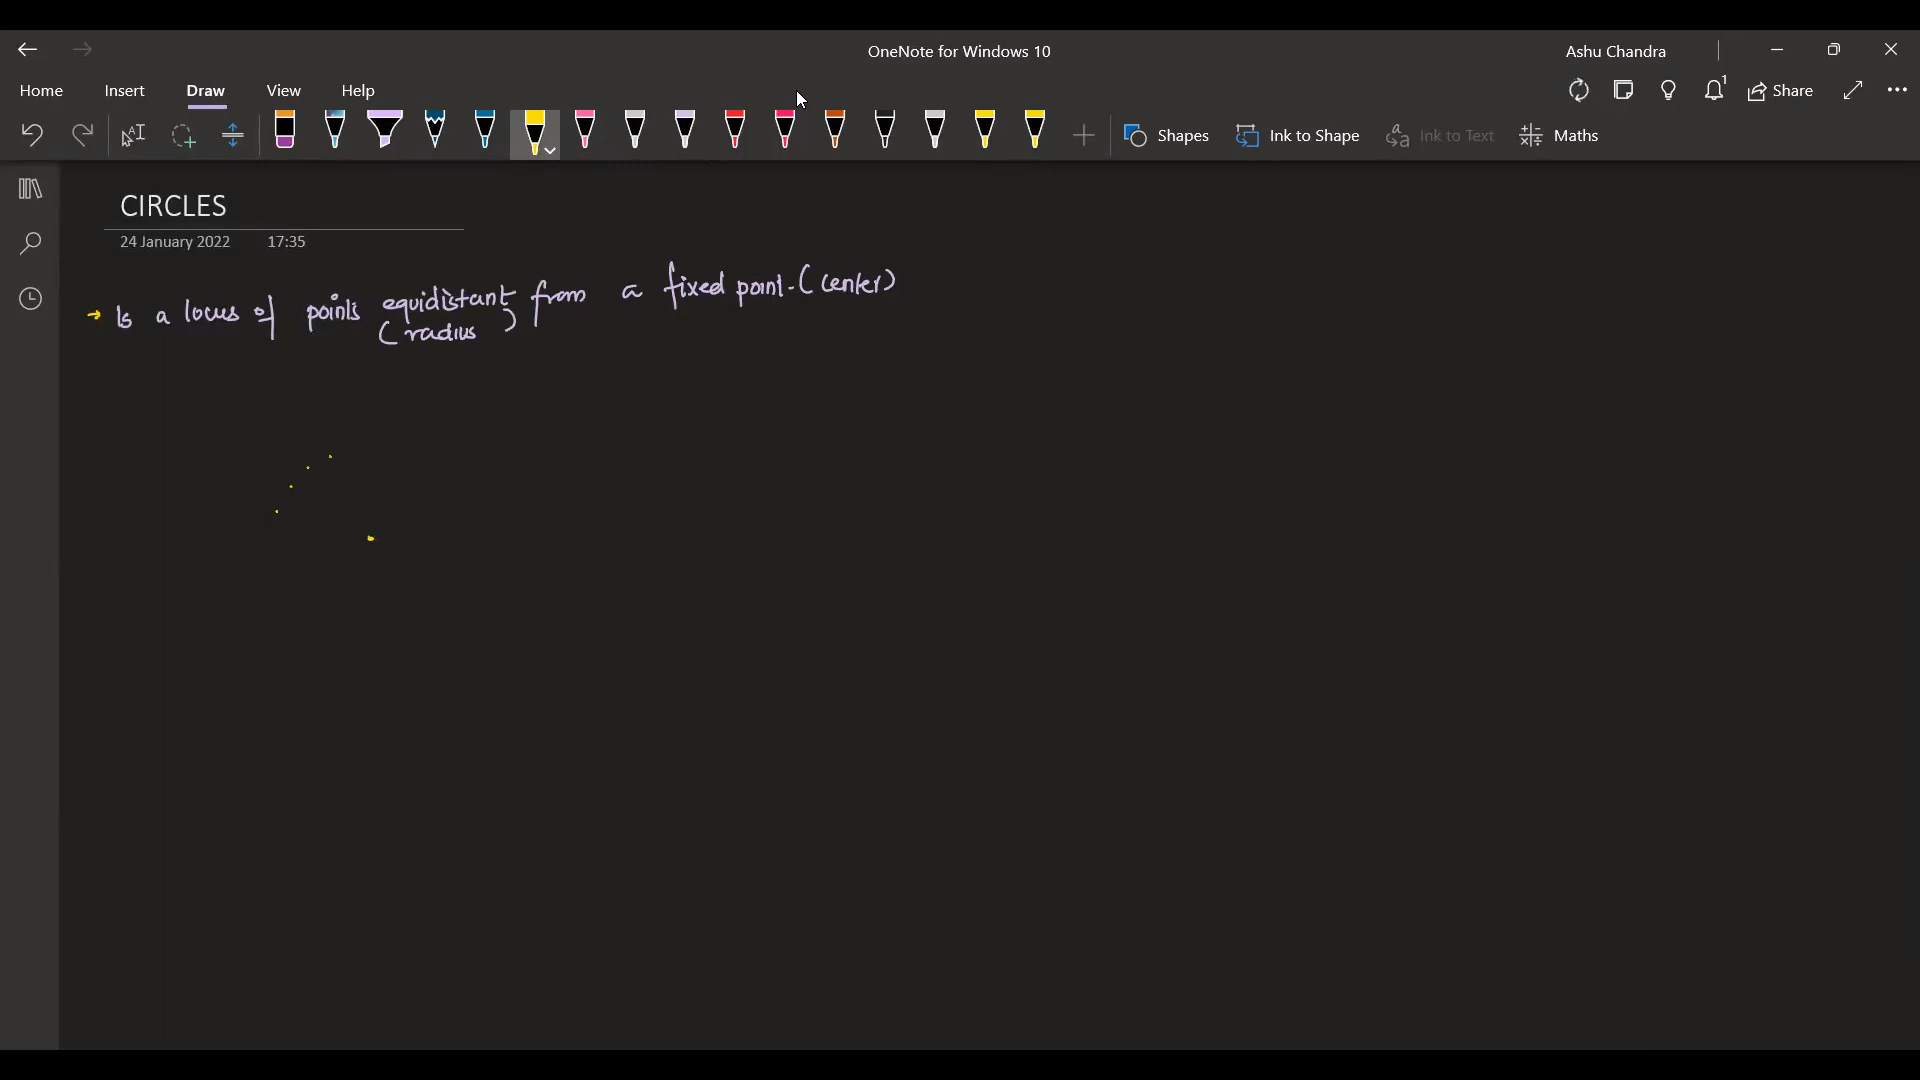 OneNote for Windows 10
Ashu Chandra
Home Insert Draw View Help
1 Share
Shapes Ink to Shape Ink to Text Maths
CIRCLES
24 January 2022 17:35
→ Is a locus of points equidistant from a fixed point. (center)
(radius)